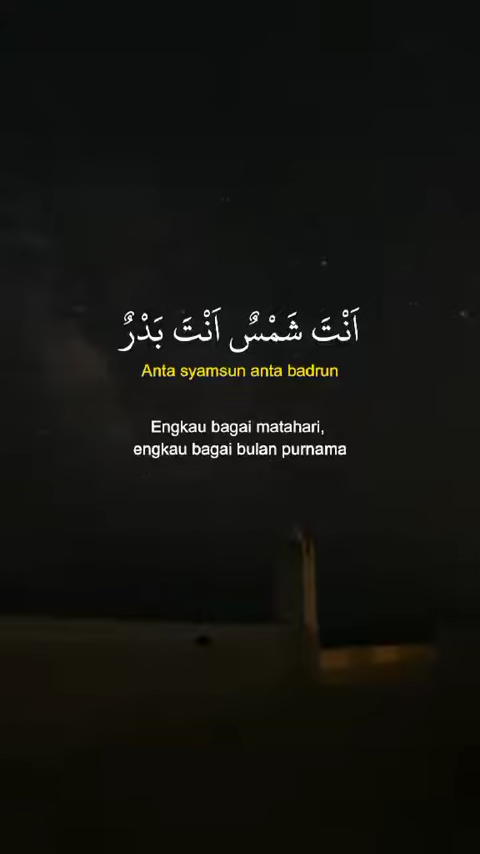 اَنْتَ شَمْسٌ اَنْتَ بَدْرٌ
Anta syamsun anta badrun
Engkau bagai matahari,
engkau bagai bulan purnama